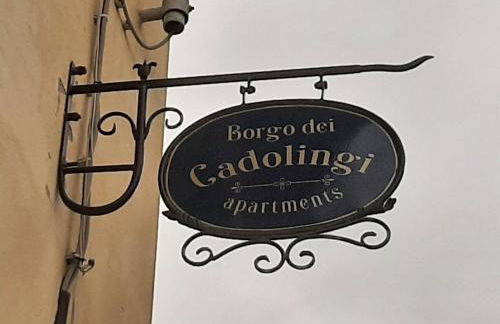 Borgo dei
Cadolingi
apartments